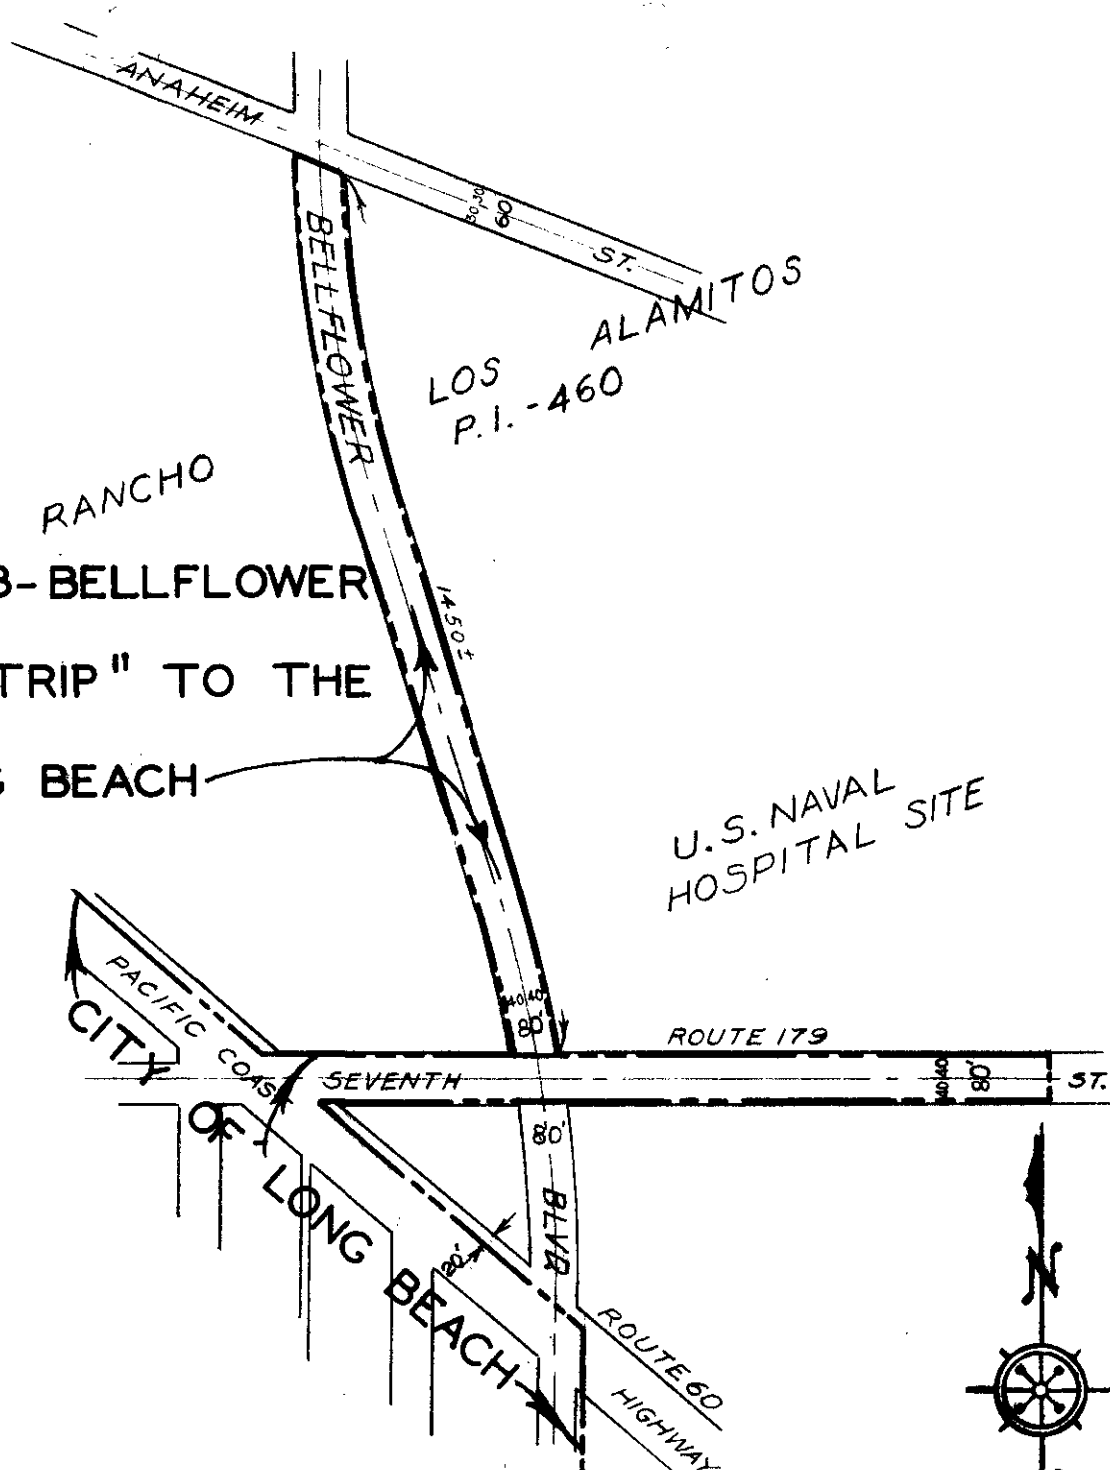 ANAHEIM
30,30
60
ST.
BELLFLOWER
LOS ALAMITOS
P.I.-460
RANCHO
B-BELLFLOWER
TRIP" TO THE
BEACH
1450±
U.S. NAVAL
HOSPITAL SITE
PACIFIC COAST
CITY OF LONG BEACH
40 40
80'
ROUTE 179
SEVENTH
40 40
80'
ST.
80'
BLVD
20'
N
ROUTE 60
HIGHWAY